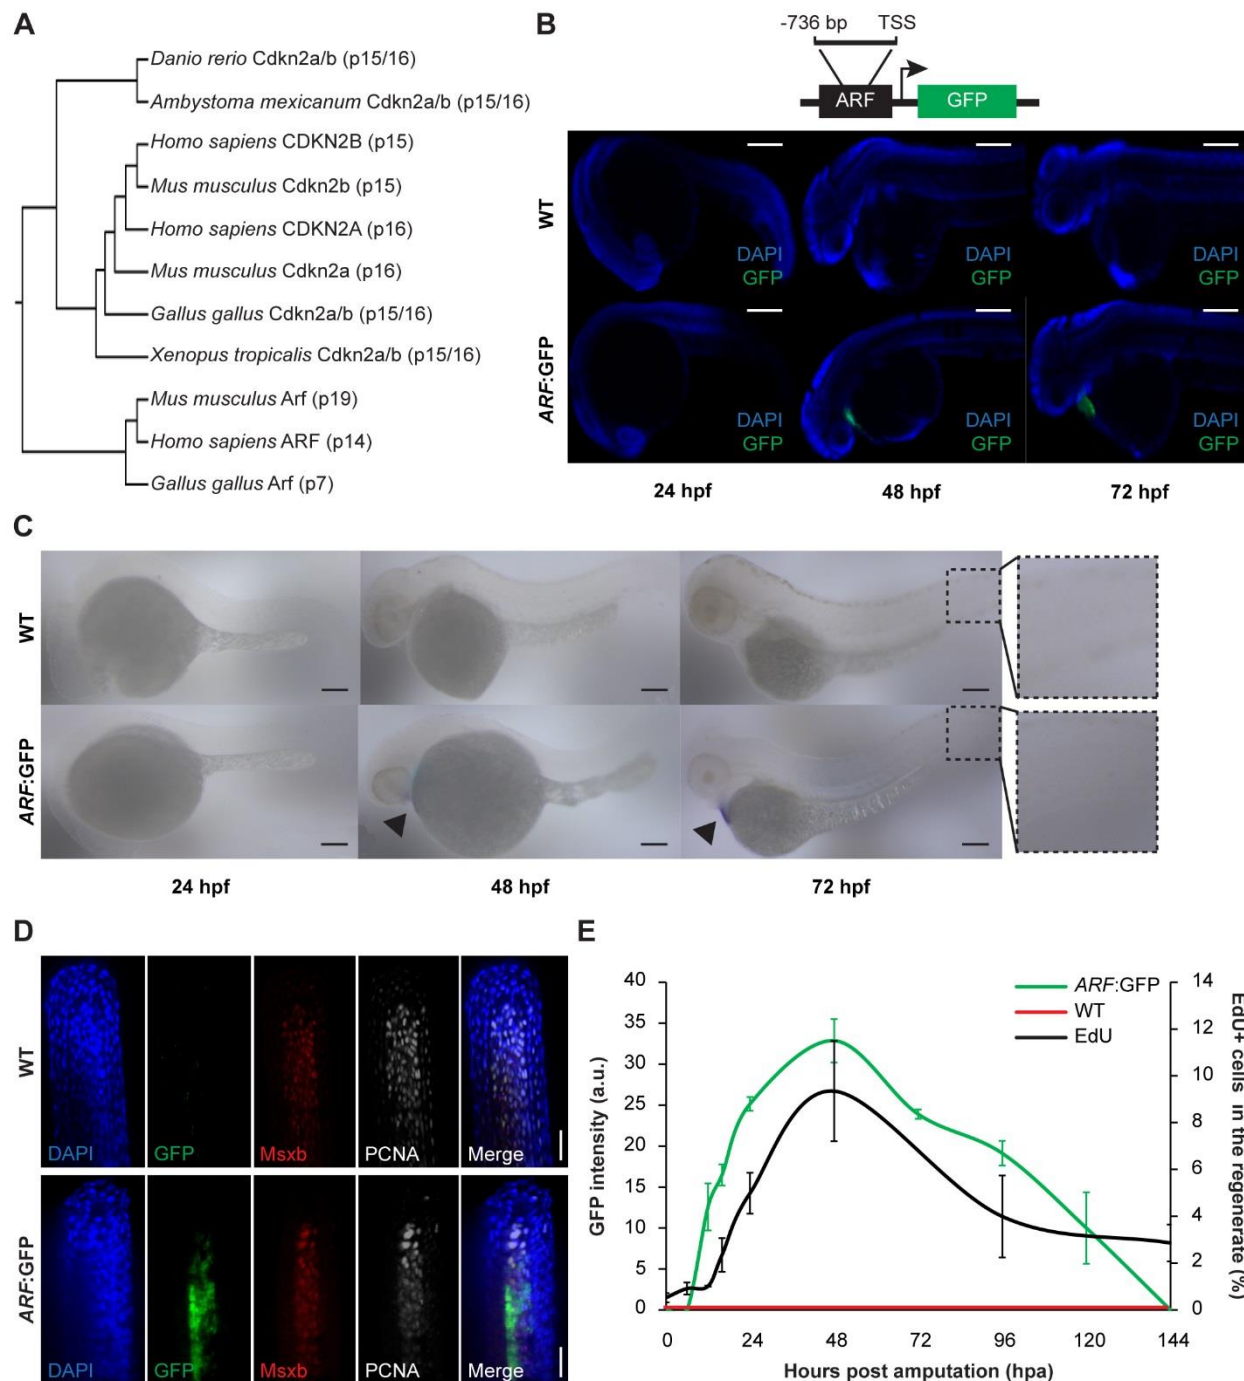 A
Danio rerio Cdkn2a/b (p15/16)
Ambystoma mexicanum Cdkn2a/b (p15/16)
Homo sapiens CDKN2B (p15)
Mus musculus Cdkn2b (p15)
Homo sapiens CDKN2A (p16)
Mus musculus Cdkn2a (p16)
Gallus gallus Cdkn2a/b (p15/16)
Xenopus tropicalis Cdkn2a/b (p15/16)
Mus musculus Arf (p19)
Homo sapiens ARF (p14)
Gallus gallus Arf (p7)
B
-736 bp TSS
ARF GFP
WT
DAPI DAPI DAPI
GFP GFP GFP
ARF:GFP
DAPI DAPI DAPI
GFP GFP GFP
24 hpf 48 hpf 72 hpf
C
WT
ARF:GFP
24 hpf 48 hpf 72 hpf
D
WT
DAPI GFP Msxb PCNA Merge
ARF:GFP
DAPI GFP Msxb PCNA Merge
E
GFP intensity (a.u.)
40
35
30
25
20
15
10
5
0
ARF:GFP
WT
EdU
14
12
10
8
6
4
2
0
EdU+ cells in the regenerate (%)
0 24 48 72 96 120 144
Hours post amputation (hpa)